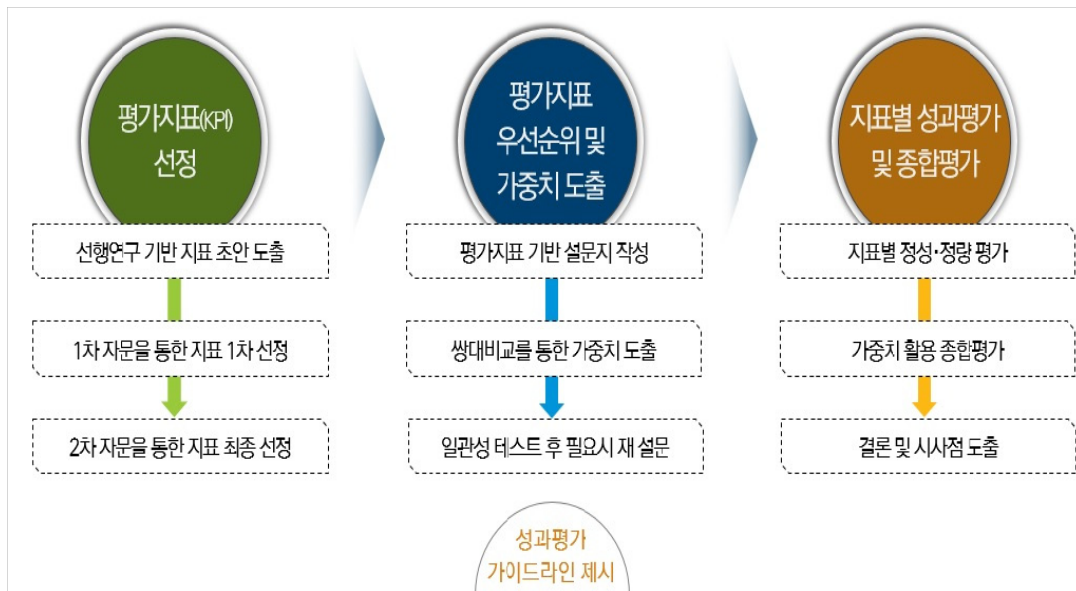 평가지표(KPI)
선정
선행연구 기반 지표 초안 도출
1차 자문을 통한 지표 1차 선정
2차 자문을 통한 지표 최종 선정
평가지표
우선순위 및
가중치 도출
평가지표 기반 설문지 작성
쌍대비교를 통한 가중치 도출
일관성 테스트 후 필요시 재 설문
지표별 성과평가
및 종합평가
지표별 정성·정량 평가
가중치 활용 종합평가
결론 및 시사점 도출
성과평가
가이드라인 제시